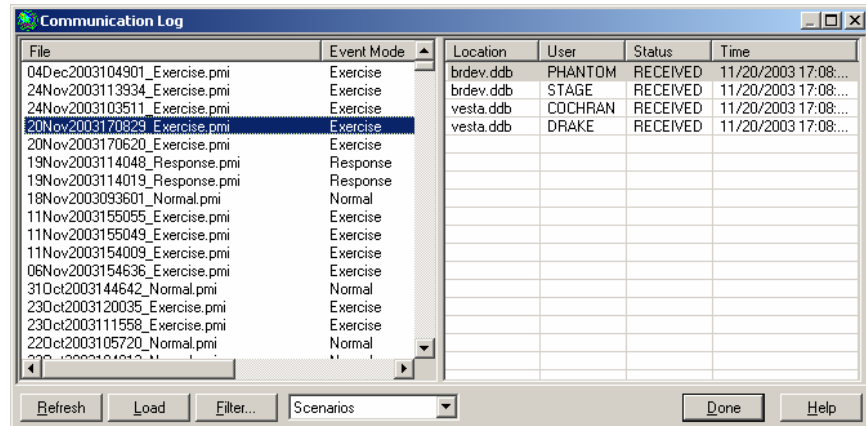 Communication Log
File Event Mode
04Dec2003104901_Exercise.pmi Exercise
24Nov2003113934_Exercise.pmi Exercise
24Nov2003103511_Exercise.pmi Exercise
20Nov2003170829_Exercise.pmi Exercise
20Nov2003170620_Exercise.pmi Exercise
19Nov2003114048_Response.pmi Response
19Nov2003114019_Response.pmi Response
18Nov2003093601_Normal.pmi Normal
11Nov2003155055_Exercise.pmi Exercise
11Nov2003155049_Exercise.pmi Exercise
11Nov2003154009_Exercise.pmi Exercise
06Nov2003154636_Exercise.pmi Exercise
31Oct2003144642_Normal.pmi Normal
23Oct2003120035_Exercise.pmi Exercise
23Oct2003111558_Exercise.pmi Exercise
22Oct2003105720_Normal.pmi Normal
Location User Status Time
brdev.ddb PHANTOM RECEIVED 11/20/2003 17:08:...
brdev.ddb STAGE RECEIVED 11/20/2003 17:08:...
vesta.ddb COCHRAN RECEIVED 11/20/2003 17:08:...
vesta.ddb DRAKE RECEIVED 11/20/2003 17:08:...
Refresh Load Filter... Scenarios Done Help